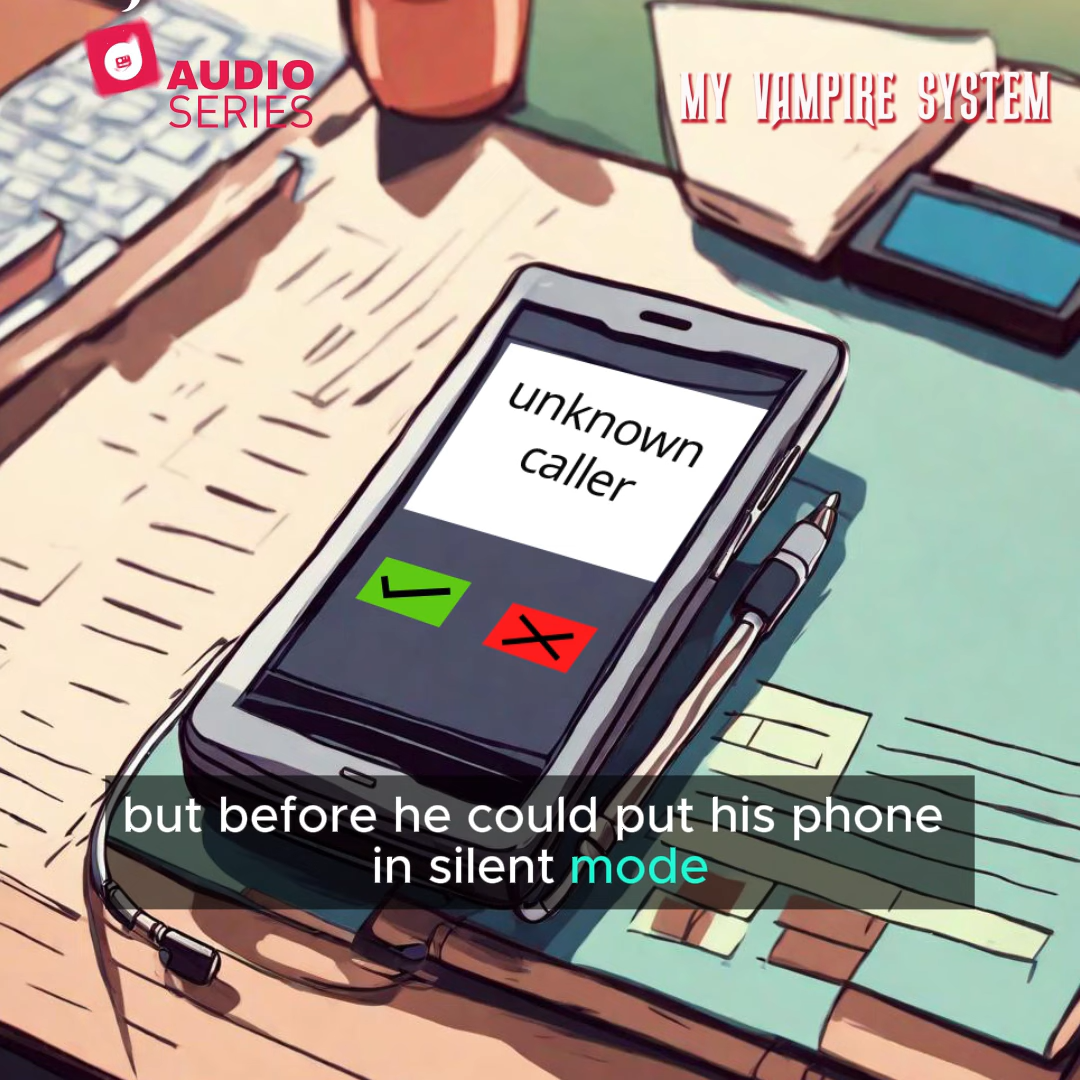 AUDIO
SERIES
MY VAMPIRE SYSTEM
unknown
caller
but before he could put his phone
in silent mode